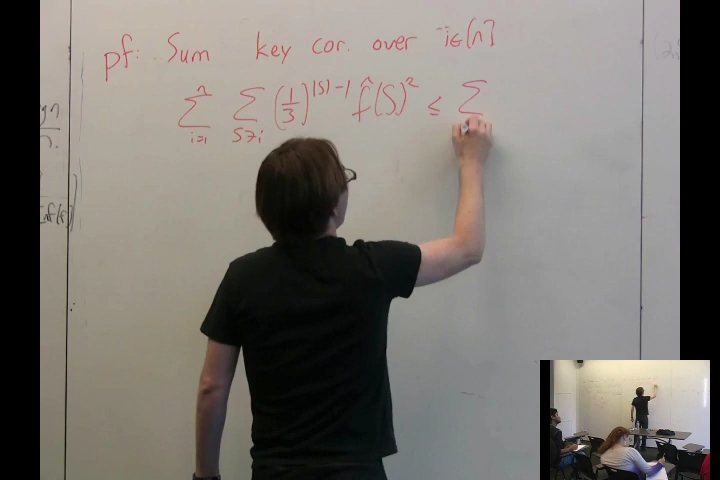 pf: Sum key cor. over i∈[n]
n Σ i=1 Σ S∋i (1/3)^{|S|-1} f̂(S)² ≤ Σ